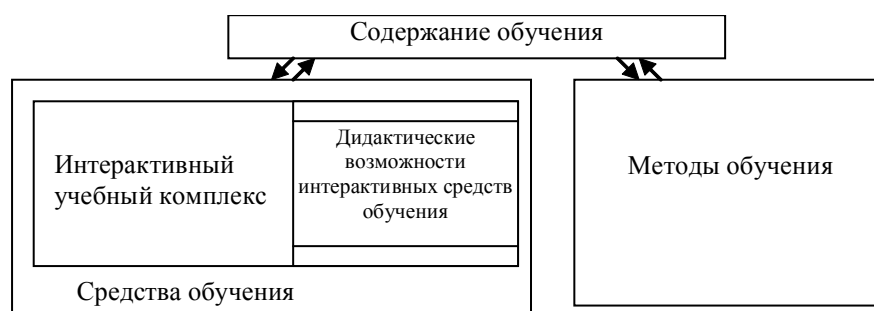 Содержание обучения
Интерактивный
учебный комплекс
Дидактические
возможности
интерактивных средств
обучения
Средства обучения
Методы обучения